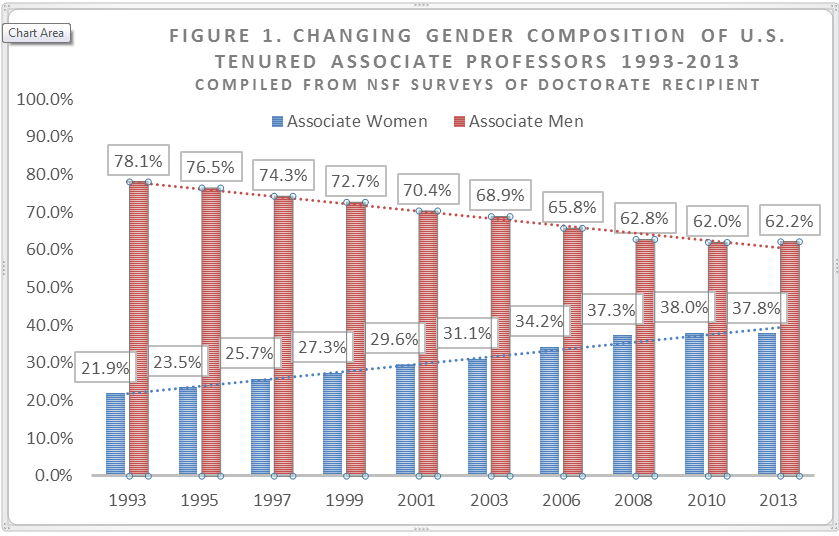 Chart Area
FIGURE 1. CHANGING GENDER COMPOSITION OF U.S.
TENURED ASSOCIATE PROFESSORS 1993-2013
COMPILED FROM NSF SURVEYS OF DOCTORATE RECIPIENT
Associate Women Associate Men
100.0%
90.0%
80.0%
70.0%
60.0%
50.0%
40.0%
30.0%
20.0%
10.0%
0.0%
78.1% 76.5% 74.3% 72.7% 70.4% 68.9% 65.8% 62.8% 62.0% 62.2%
21.9% 23.5% 25.7% 27.3% 29.6% 31.1% 34.2% 37.3% 38.0% 37.8%
1993 1995 1997 1999 2001 2003 2006 2008 2010 2013